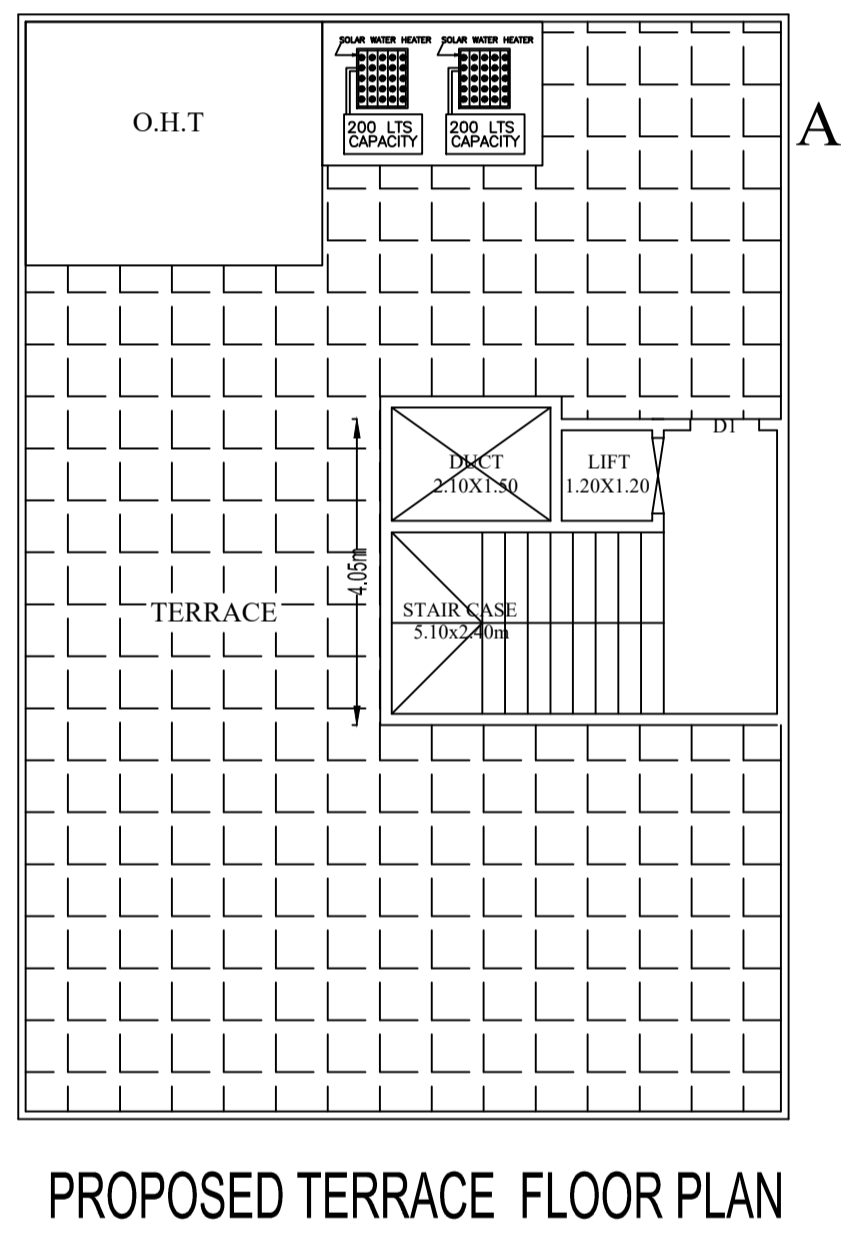 SOLAR WATER HEATER
SOLAR WATER HEATER
O.H.T
200 LTS
CAPACITY
200 LTS
CAPACITY
A
D1
DUCT
2.10X1.50
LIFT
1.20X1.20
4.05m
TERRACE
STAIR CASE
5.10x2.40m
PROPOSED TERRACE FLOOR PLAN